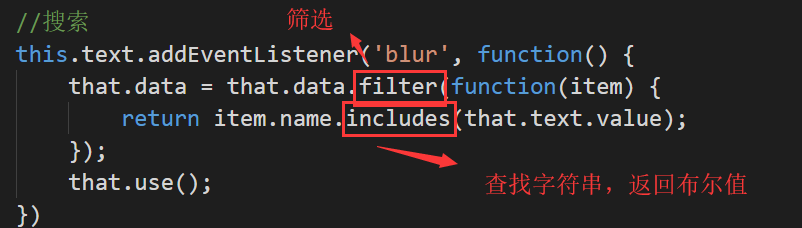 //搜索
筛选
this.text.addEventListener('blur', function() {
that.data = that.data.filter(function(item) {
return item.name.includes(that.text.value);
});
查找字符串，返回布尔值
that.use();
})